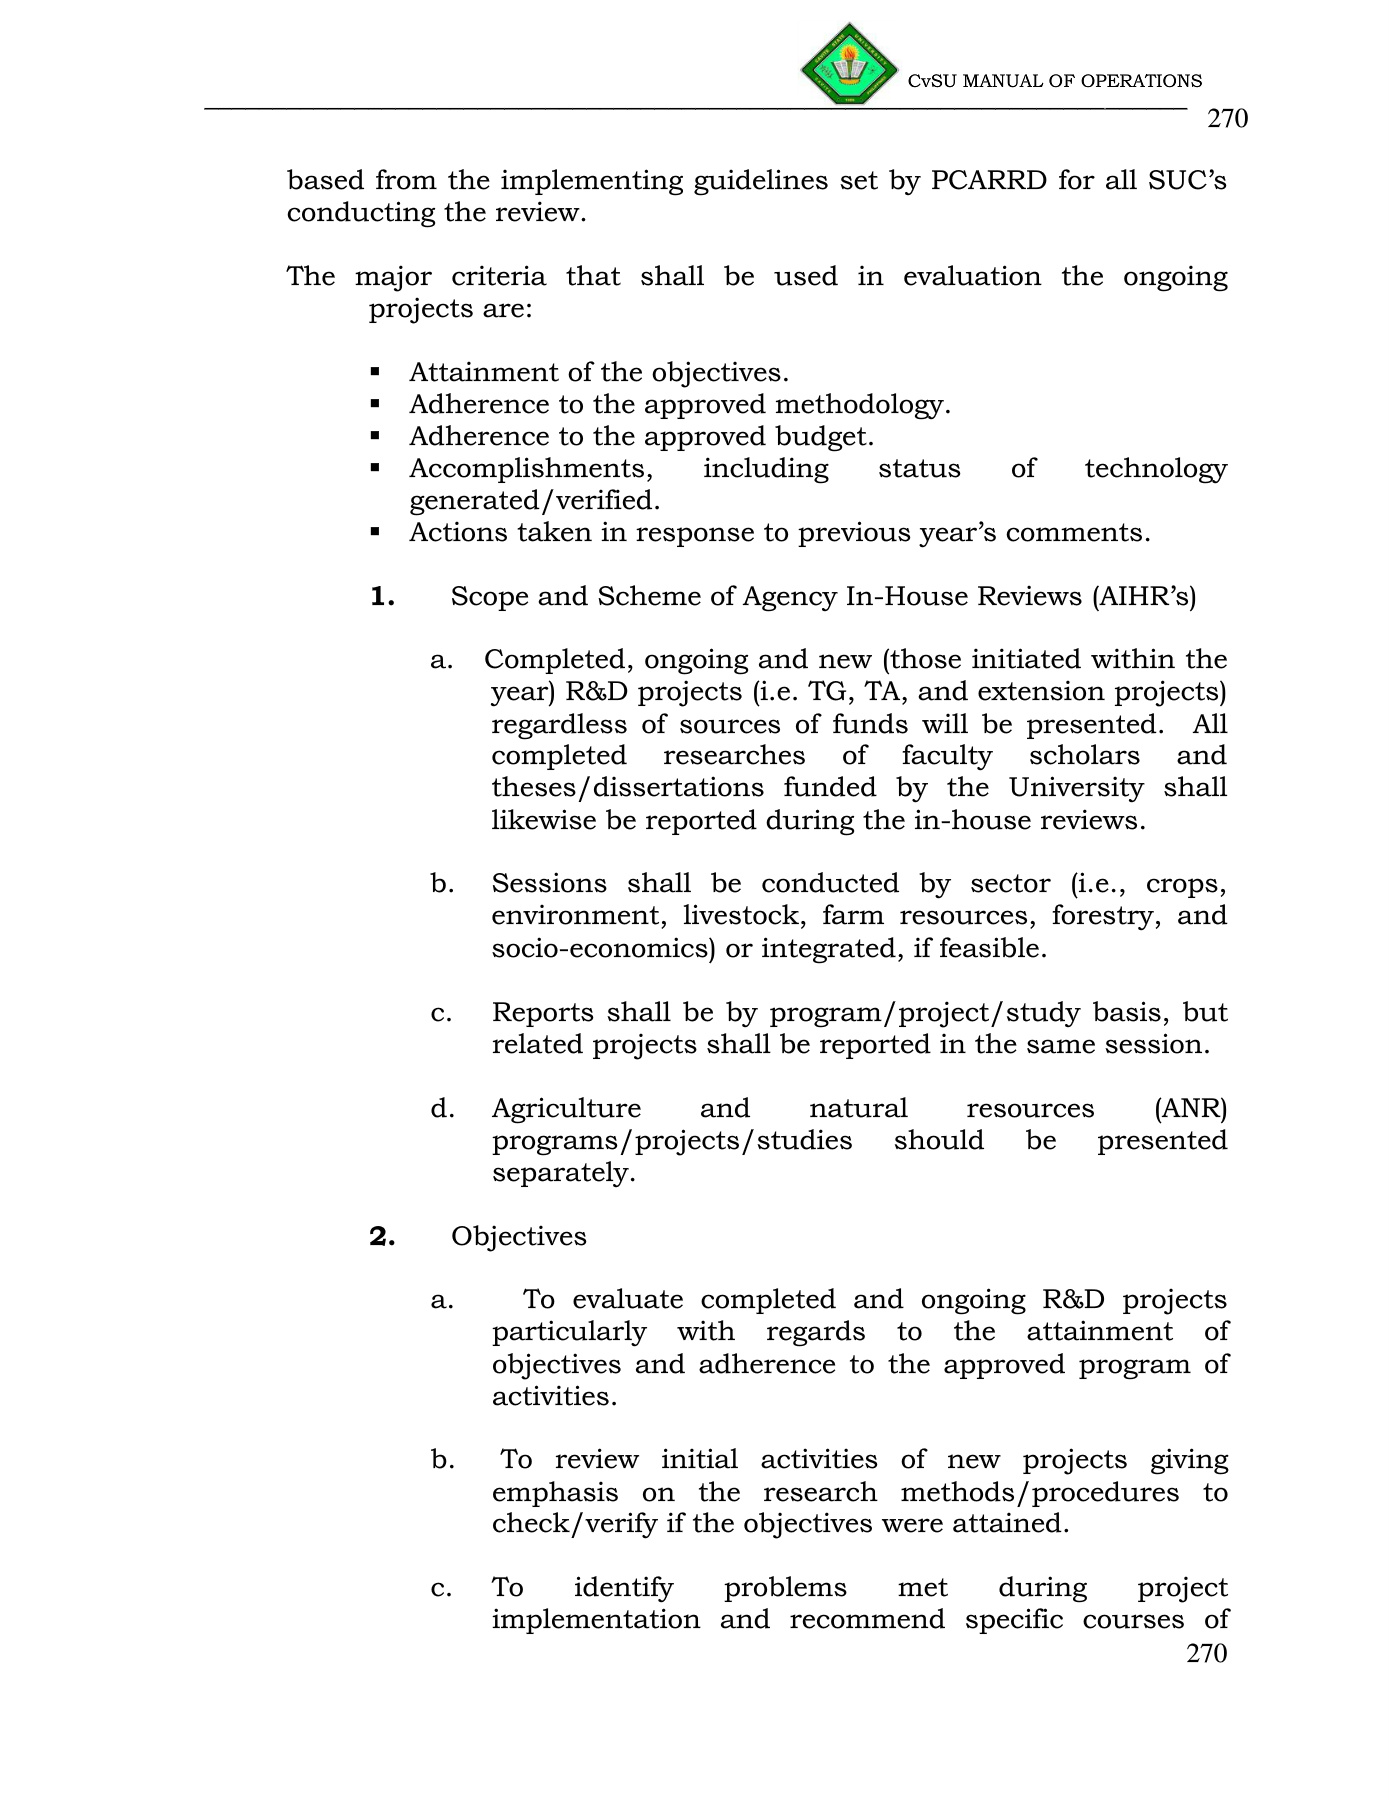 CvSU MANUAL OF OPERATIONS
270
based from the implementing guidelines set by PCARRD for all SUC’s
conducting the review.
The major criteria that shall be used in evaluation the ongoing
projects are:
▪ Attainment of the objectives.
▪ Adherence to the approved methodology.
▪ Adherence to the approved budget.
▪ Accomplishments, including status of technology
generated/verified.
▪ Actions taken in response to previous year’s comments.
1. Scope and Scheme of Agency In-House Reviews (AIHR’s)
a. Completed, ongoing and new (those initiated within the
year) R&D projects (i.e. TG, TA, and extension projects)
regardless of sources of funds will be presented. All
completed researches of faculty scholars and
theses/dissertations funded by the University shall
likewise be reported during the in-house reviews.
b. Sessions shall be conducted by sector (i.e., crops,
environment, livestock, farm resources, forestry, and
socio-economics) or integrated, if feasible.
c. Reports shall be by program/project/study basis, but
related projects shall be reported in the same session.
d. Agriculture and natural resources (ANR)
programs/projects/studies should be presented
separately.
2. Objectives
a. To evaluate completed and ongoing R&D projects
particularly with regards to the attainment of
objectives and adherence to the approved program of
activities.
b. To review initial activities of new projects giving
emphasis on the research methods/procedures to
check/verify if the objectives were attained.
c. To identify problems met during project
implementation and recommend specific courses of
270